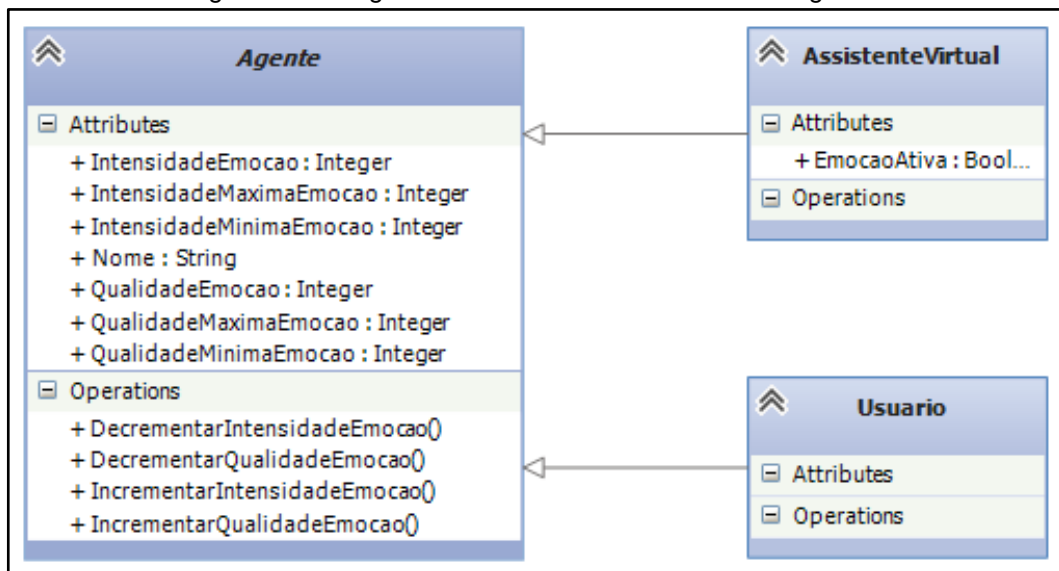 Agente
Attributes
+ IntensidadeEmocao : Integer
+ IntensidadeMaximaEmocao : Integer
+ IntensidadeMinimaEmocao : Integer
+ Nome : String
+ QualidadeEmocao : Integer
+ QualidadeMaximaEmocao : Integer
+ QualidadeMinimaEmocao : Integer
Operations
+ DecrementarIntensidadeEmocao()
+ DecrementarQualidadeEmocao()
+ IncrementarIntensidadeEmocao()
+ IncrementarQualidadeEmocao()
AssistenteVirtual
Attributes
+ EmocaoAtiva : Bool...
Operations
Usuario
Attributes
Operations